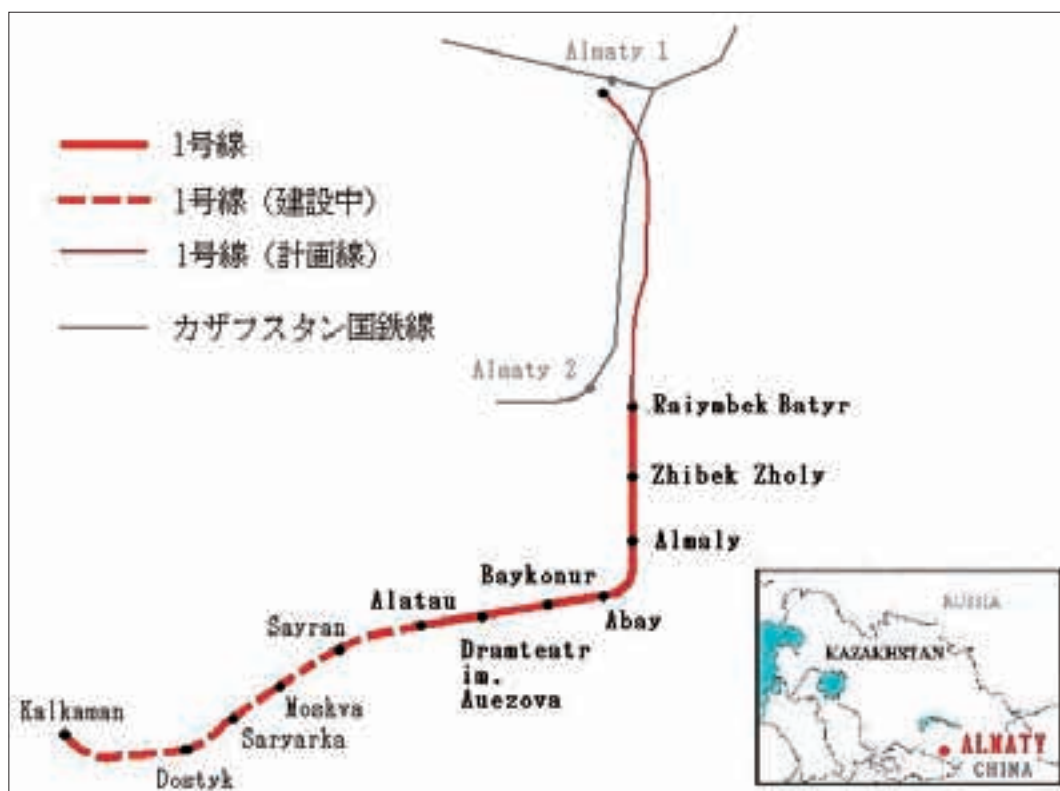 Almaty 1
1号線
1号線 (建設中)
1号線 (計画線)
カザフスタン国鉄線
Almaty 2
Raiymbek Batyr
Zhibek Zholy
Almaly
Baykonur
Abay
Alatau
Dramteatr
im.
Auezova
Sayran
Moskva
Saryarka
Kalkaman
Dostyk
RUSSIA
KAZAKHSTAN
ALMATY
CHINA